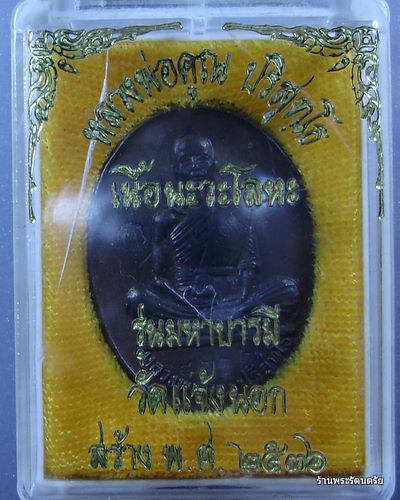 หลวงพ่อคูณ ปริสุทฺโธ
เนื้อนะวะโลหะ
รุ่นมหาบารมี
วัดแจ้งนอก
สร้าง พ.ศ. ๒๕๓๖
ร้านพระรัตนตรัย